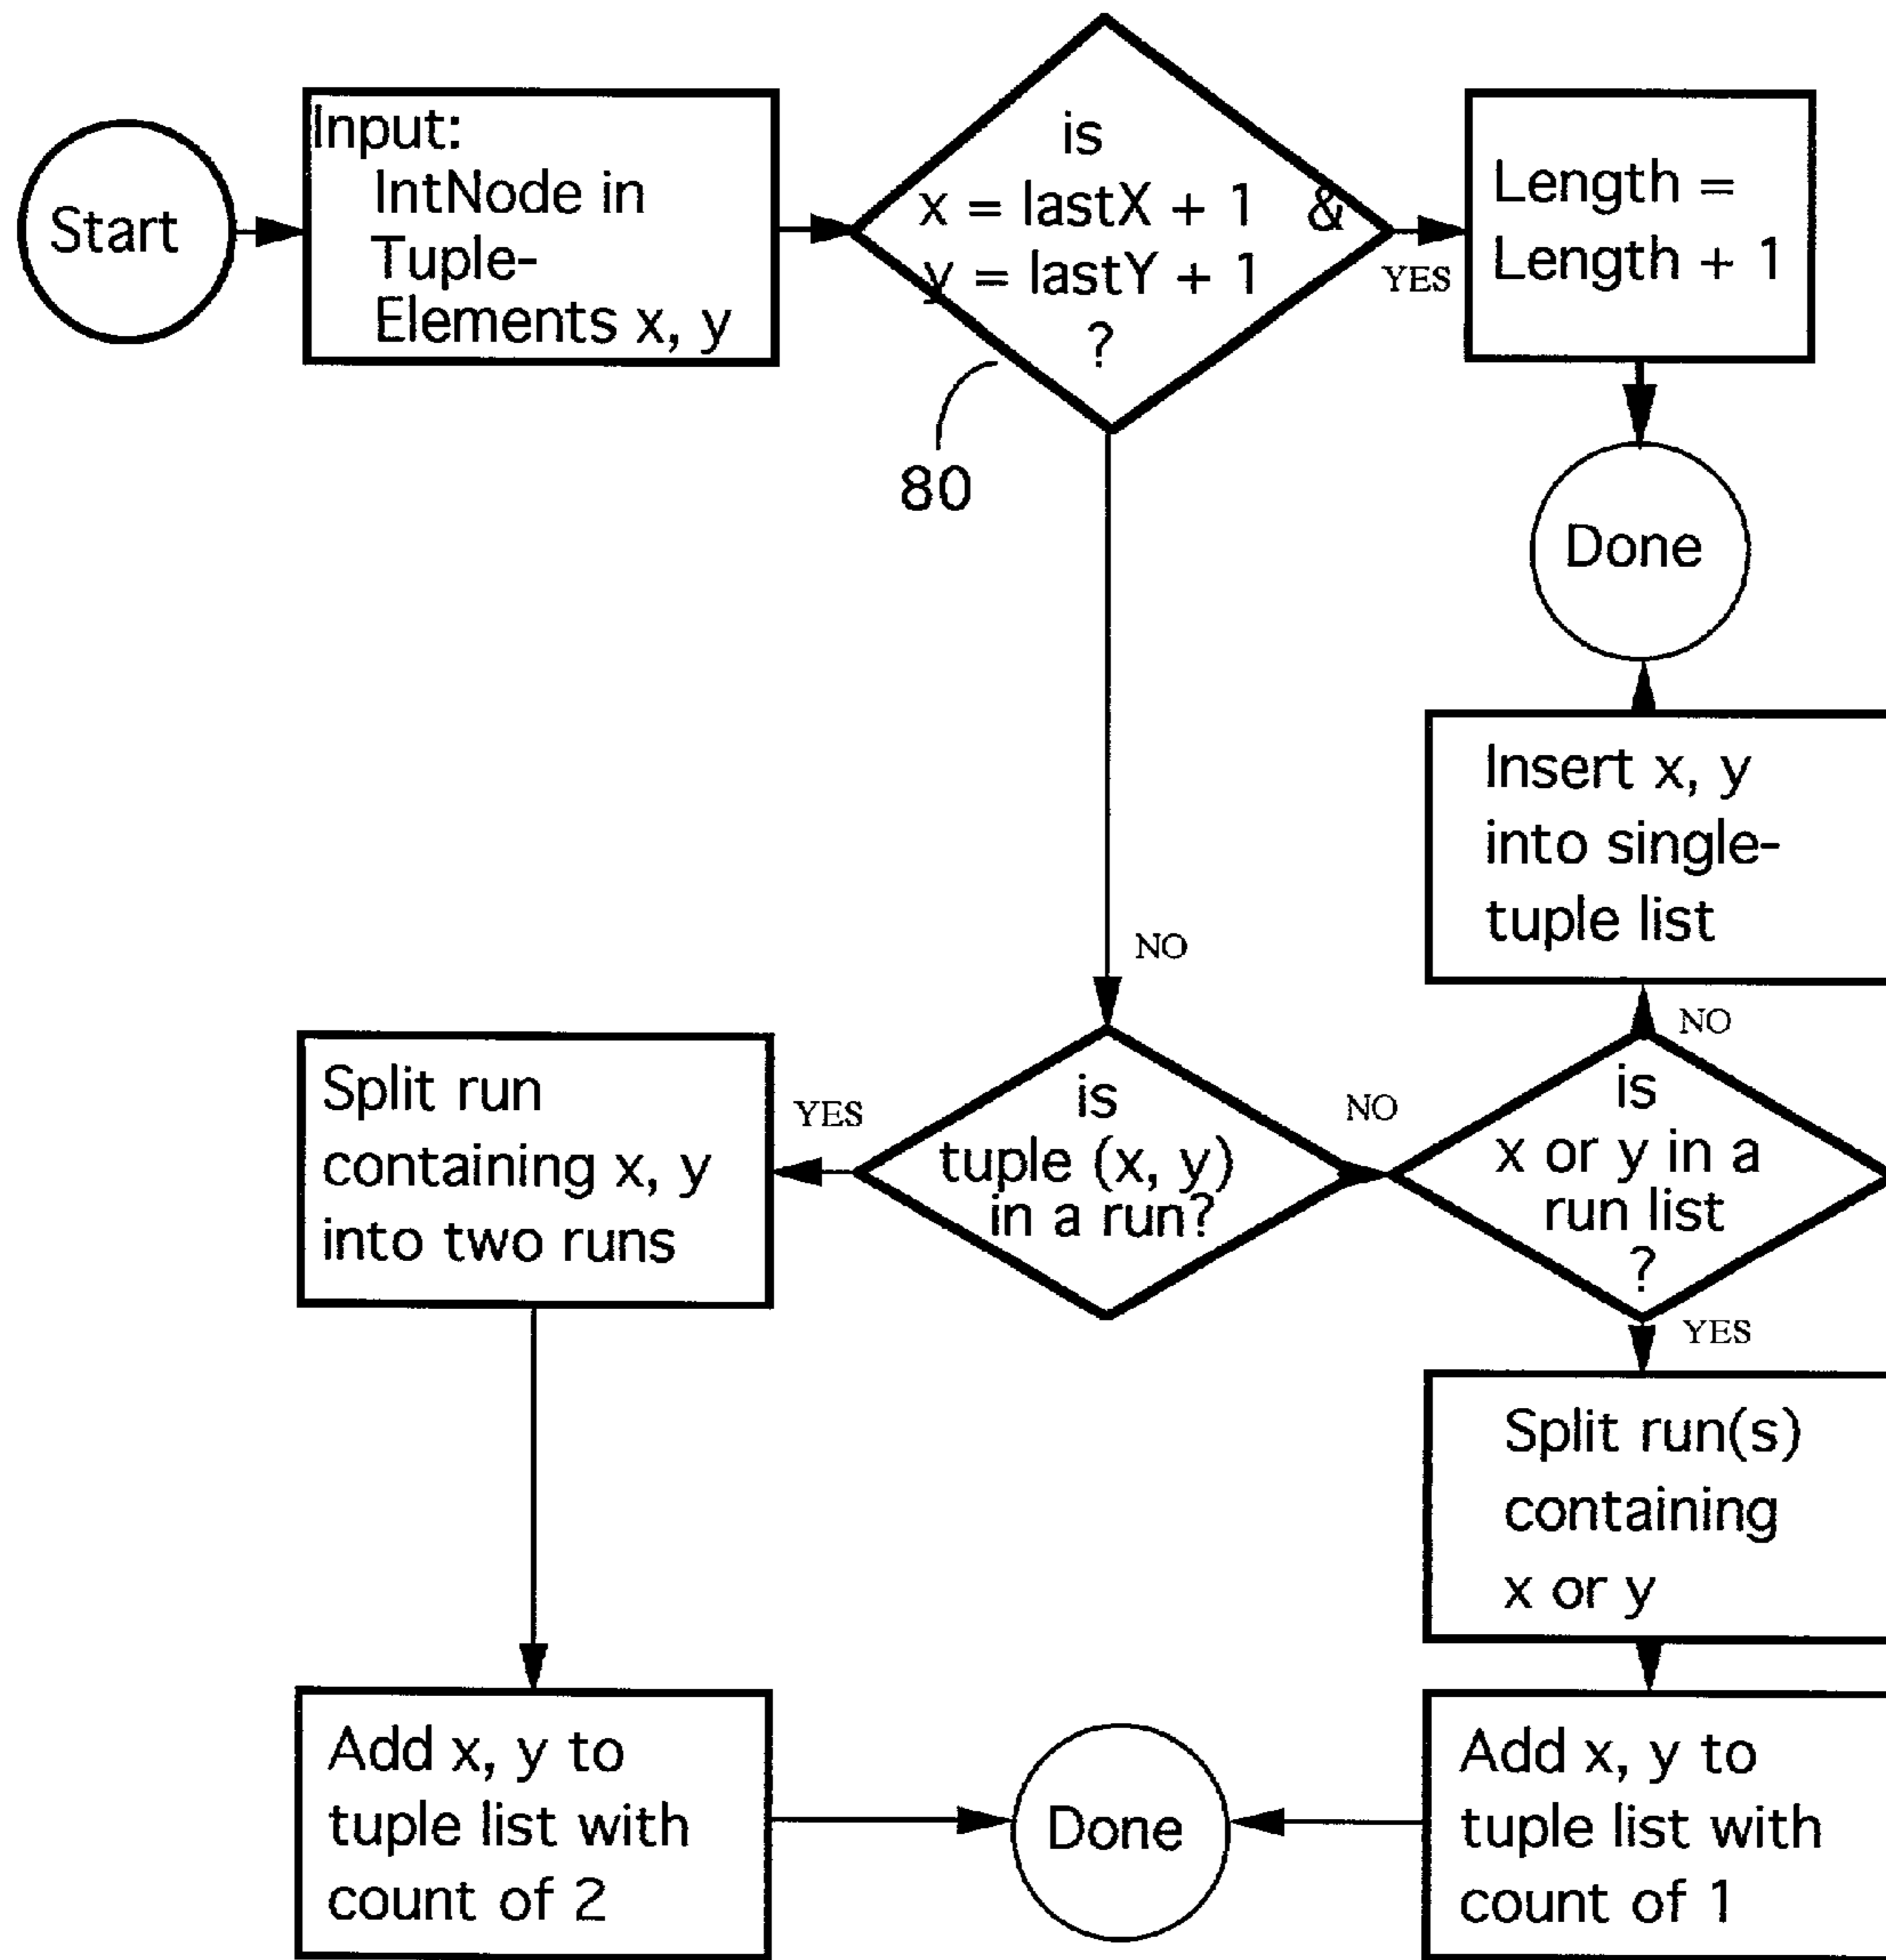 Start
Input:
IntNode in
Tuple-
Elements x, y
is
x = lastX + 1 &
y = lastY + 1
?
80
YES
Length =
Length + 1
Done
Insert x, y
into single-
tuple list
NO
NO
is
x or y in a
run list
?
YES
NO
is
tuple (x, y)
in a run?
YES
Split run
containing x, y
into two runs
Split run(s)
containing
x or y
Add x, y to
tuple list with
count of 2
Done
Add x, y to
tuple list with
count of 1